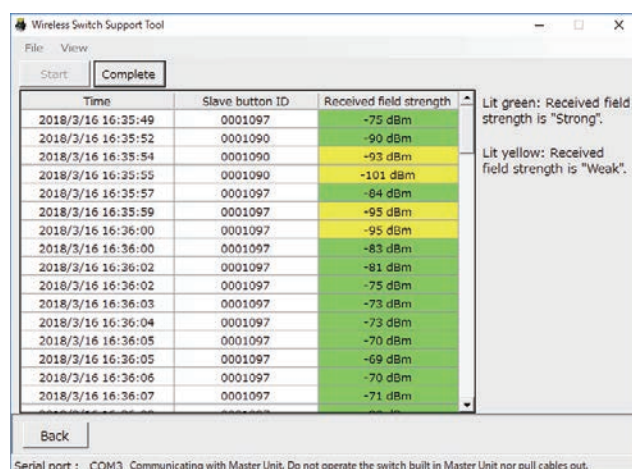 Wireless Switch Support Tool
File View
Start Complete
Time Slave button ID Received field strength
2018/3/16 16:35:49 0001097 -75 dBm
2018/3/16 16:35:52 0001090 -90 dBm
2018/3/16 16:35:54 0001090 -93 dBm
2018/3/16 16:35:55 0001090 -101 dBm
2018/3/16 16:35:57 0001097 -84 dBm
2018/3/16 16:35:59 0001097 -95 dBm
2018/3/16 16:36:00 0001097 -95 dBm
2018/3/16 16:36:00 0001097 -83 dBm
2018/3/16 16:36:02 0001097 -81 dBm
2018/3/16 16:36:02 0001097 -75 dBm
2018/3/16 16:36:03 0001097 -73 dBm
2018/3/16 16:36:04 0001097 -73 dBm
2018/3/16 16:36:05 0001097 -70 dBm
2018/3/16 16:36:05 0001097 -69 dBm
2018/3/16 16:36:06 0001097 -70 dBm
2018/3/16 16:36:07 0001097 -71 dBm
Lit green: Received field
strength is "Strong".
Lit yellow: Received
field strength is "Weak".
Back
Serial port : COM3 Communicating with Master Unit. Do not operate the switch built in Master Unit nor pull cables out.